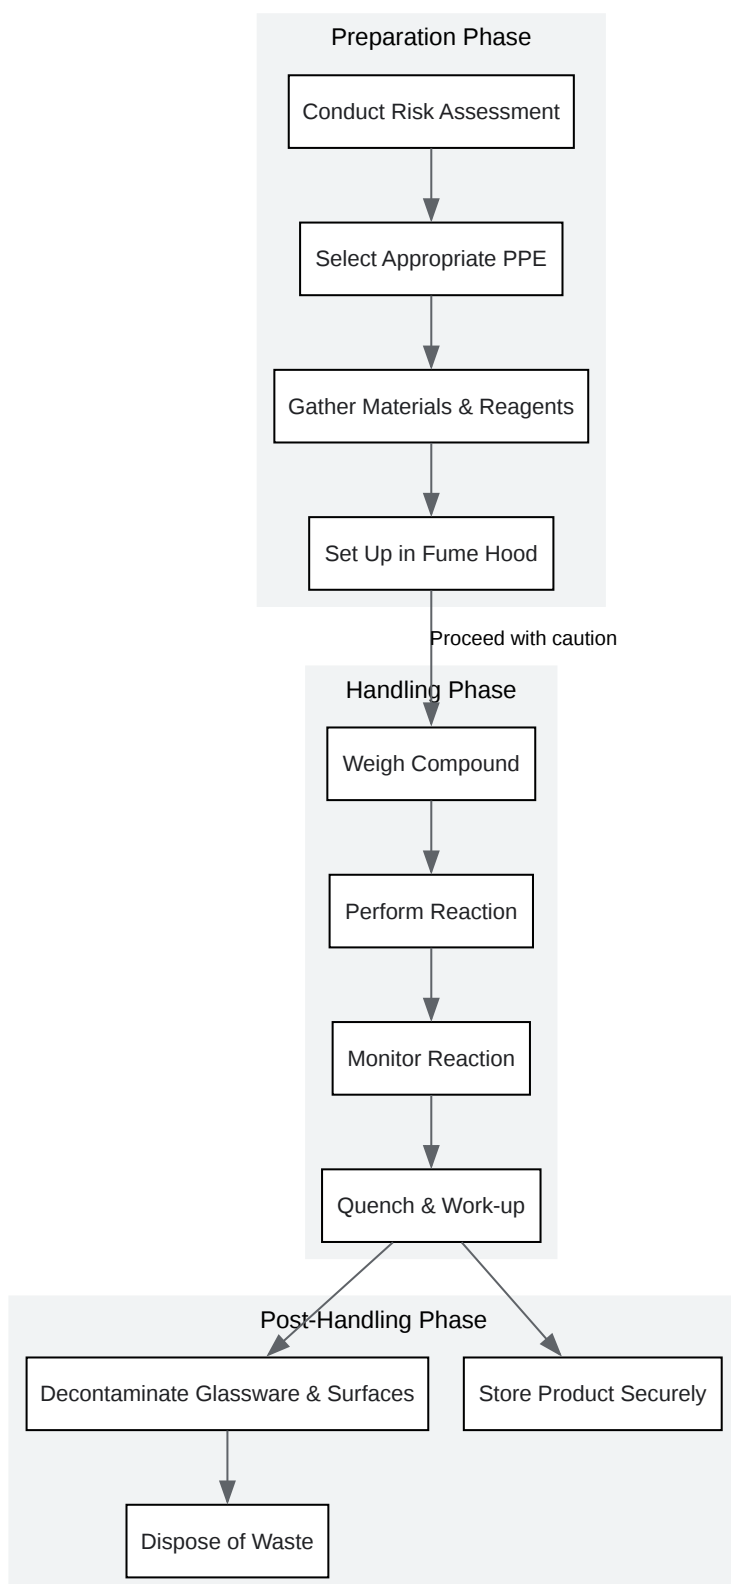 Preparation Phase
Conduct Risk Assessment
Select Appropriate PPE
Gather Materials & Reagents
Set Up in Fume Hood
Proceed with caution
Handling Phase
Weigh Compound
Perform Reaction
Monitor Reaction
Quench & Work-up
Post-Handling Phase
Decontaminate Glassware & Surfaces
Store Product Securely
Dispose of Waste